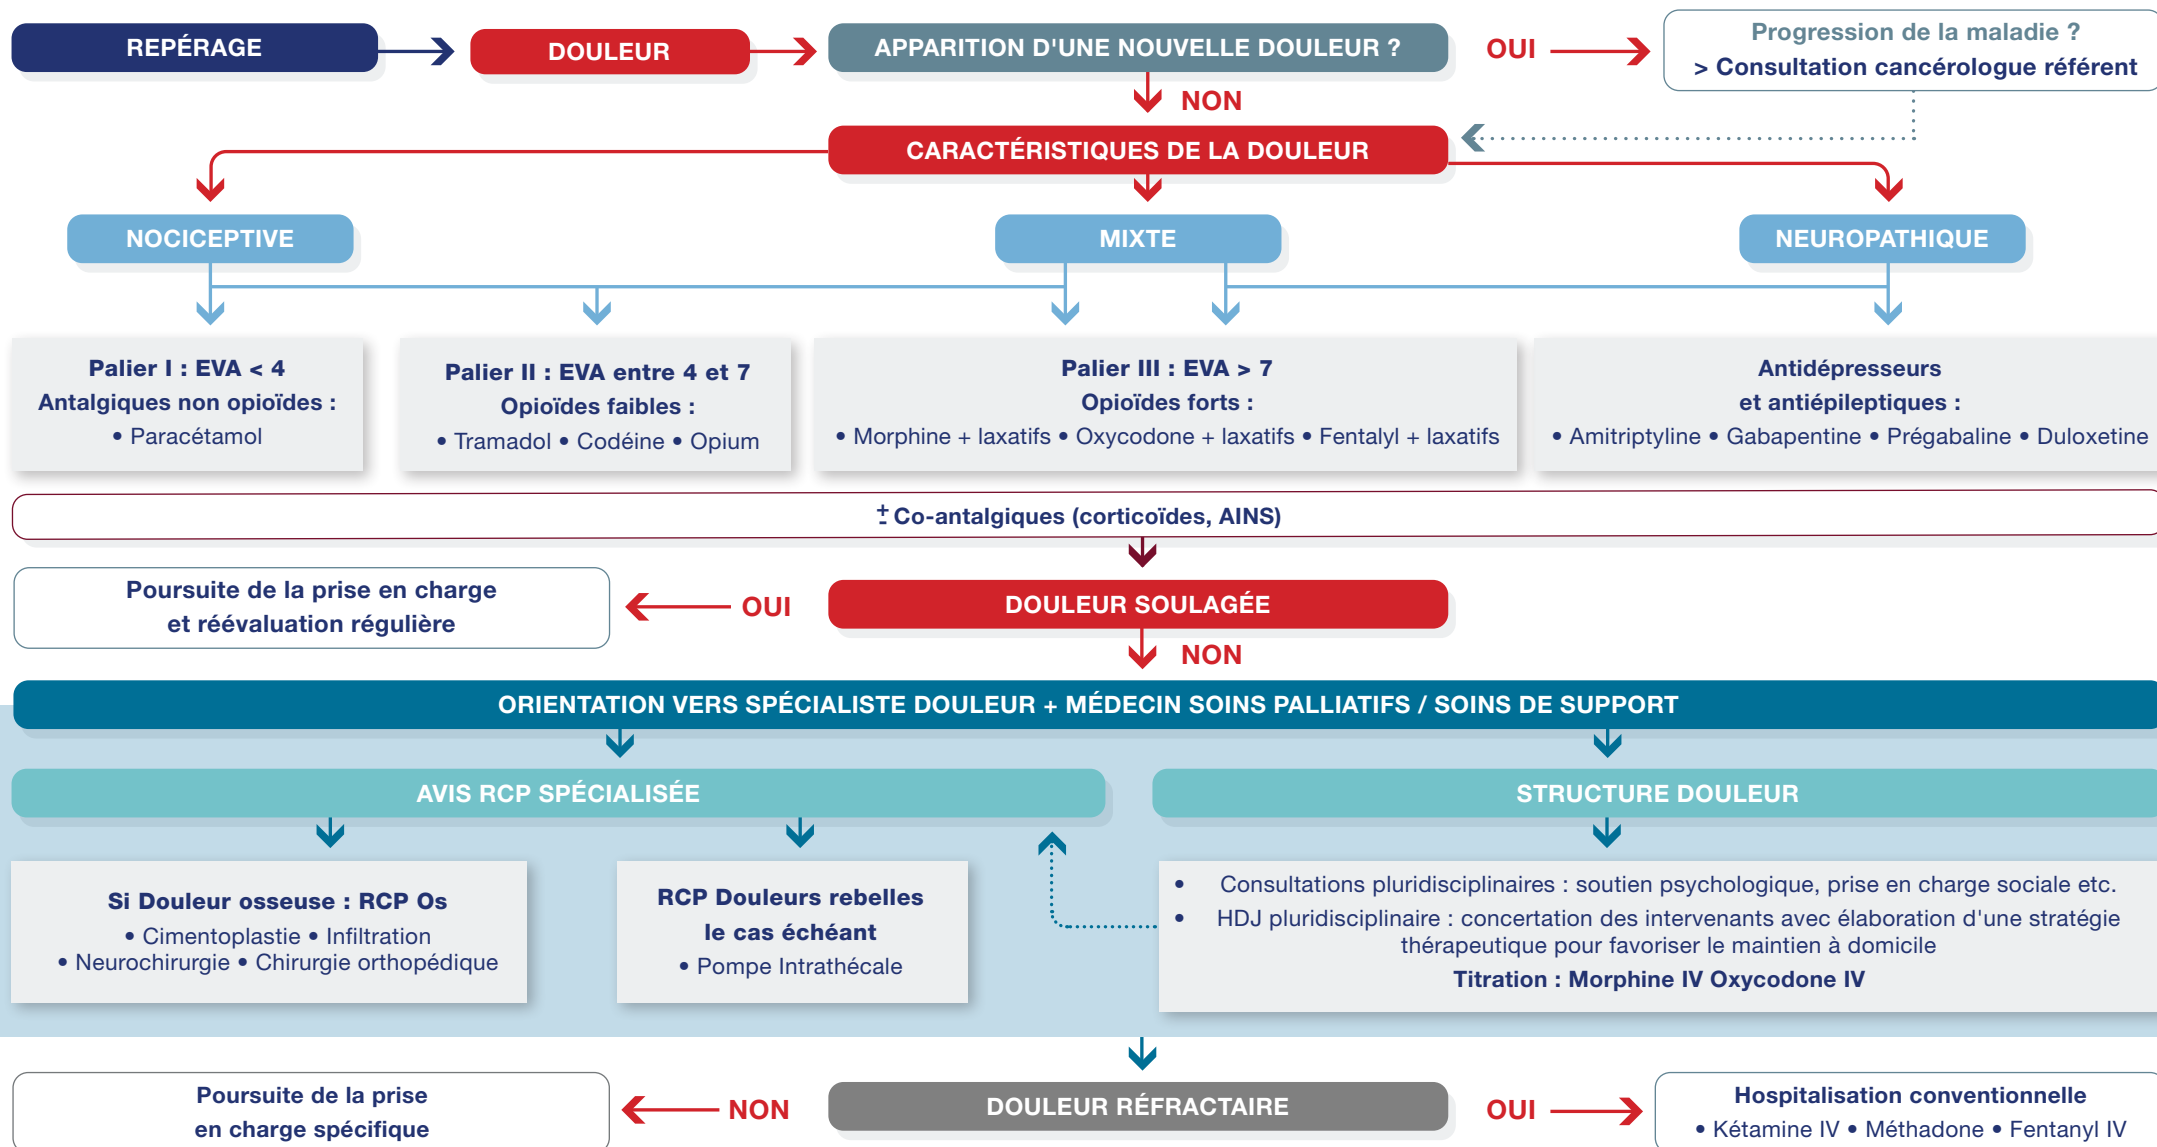 REPÉRAGE
DOULEUR
APPARITION D'UNE NOUVELLE DOULEUR ?
OUI
Progression de la maladie ?
> Consultation cancérologue référent
NON
CARACTÉRISTIQUES DE LA DOULEUR
NOCICEPTIVE
MIXTE
NEUROPATHIQUE
Palier I : EVA < 4
Antalgiques non opioïdes :
• Paracétamol
Palier II : EVA entre 4 et 7
Opioïdes faibles :
• Tramadol • Codéine • Opium
Palier III : EVA > 7
Opioïdes forts :
• Morphine + laxatifs • Oxycodone + laxatifs • Fentalyl + laxatifs
Antidépresseurs
et antiépileptiques :
• Amitriptyline • Gabapentine • Prégabaline • Duloxetine
± Co-antalgiques (corticoïdes, AINS)
Poursuite de la prise en charge
et réévaluation régulière
OUI
DOULEUR SOULAGÉE
NON
ORIENTATION VERS SPÉCIALISTE DOULEUR + MÉDECIN SOINS PALLIATIFS / SOINS DE SUPPORT
AVIS RCP SPÉCIALISÉE
STRUCTURE DOULEUR
Si Douleur osseuse : RCP Os
• Cimentoplastie • Infiltration
• Neurochirurgie • Chirurgie orthopédique
RCP Douleurs rebelles
le cas échéant
• Pompe Intrathécale
• Consultations pluridisciplinaires : soutien psychologique, prise en charge sociale etc.
• HDJ pluridisciplinaire : concertation des intervenants avec élaboration d'une stratégie
thérapeutique pour favoriser le maintien à domicile
Titration : Morphine IV Oxycodone IV
Poursuite de la prise
en charge spécifique
NON
DOULEUR RÉFRACTAIRE
OUI
Hospitalisation conventionnelle
• Kétamine IV • Méthadone • Fentanyl IV